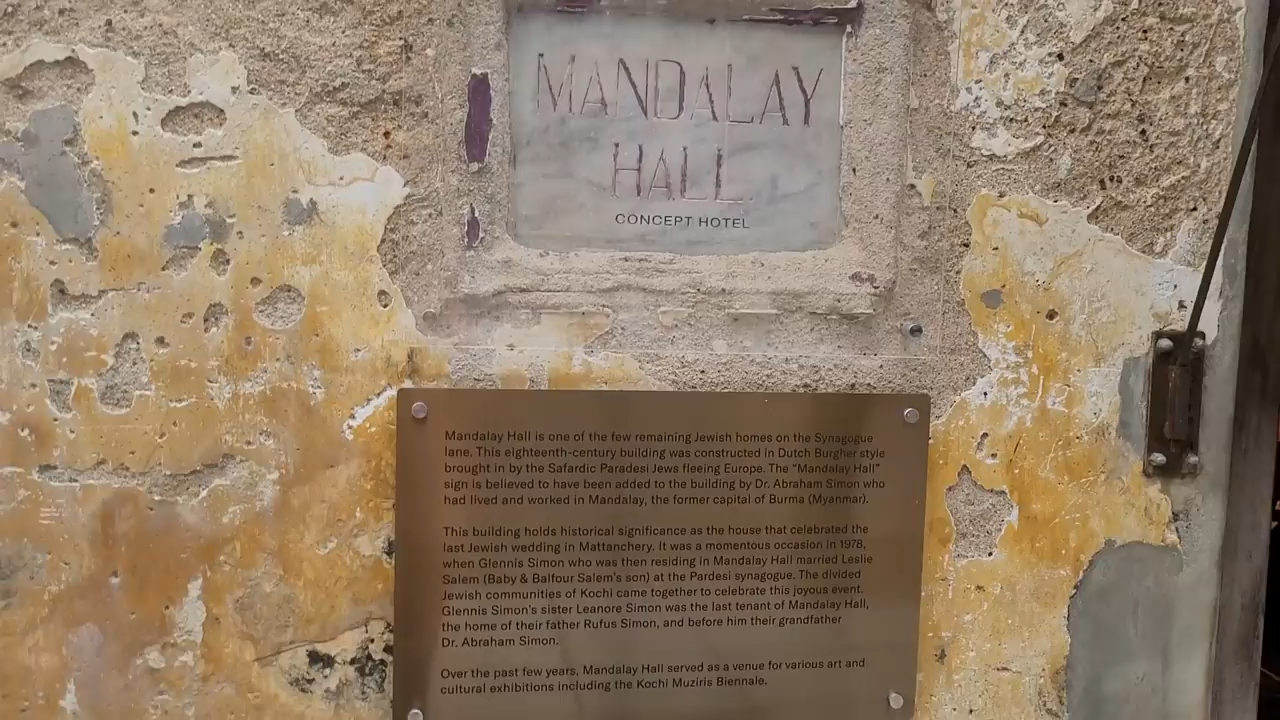 MANDALAY
HALL
CONCEPT HOTEL
Mandalay Hall is one of the few remaining Jewish homes on the Synagogue
lane. This eighteenth-century building was constructed in Dutch Burgher style
brought in by the Safardic Paradesi Jews fleeing Europe. The "Mandalay Hall"
sign is believed to have been added to the building by Dr. Abraham Simon who
had lived and worked in Mandalay, the former capital of Burma (Myanmar).
This building holds historical significance as the house that celebrated the
last Jewish wedding in Mattanchery. It was a momentous occasion in 1978,
when Glennis Simon who was then residing in Mandalay Hall married Leslie
Salem (Baby & Balfour Salem's son) at the Pardesi synagogue. The divided
Jewish communities of Kochi came together to celebrate this joyous event.
Glennis Simon's sister Leanore Simon was the last tenant of Mandalay Hall,
the home of their father Rufus Simon, and before him their grandfather
Dr. Abraham Simon.
Over the past few years, Mandalay Hall served as a venue for various art and
cultural exhibitions including the Kochi Muziris Biennale.